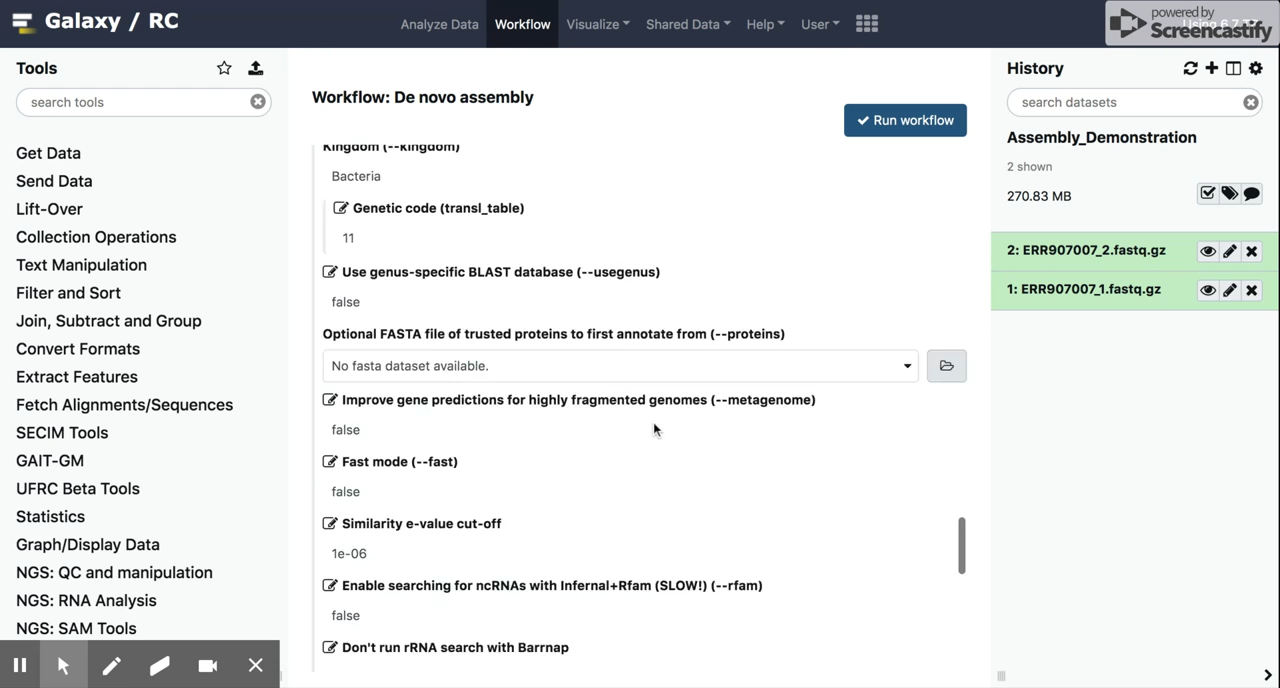 Galaxy / RC
Analyze Data Workflow Visualize Shared Data Help User
powered by
Screencastify
Tools
search tools
Get Data
Send Data
Lift-Over
Collection Operations
Text Manipulation
Filter and Sort
Join, Subtract and Group
Convert Formats
Extract Features
Fetch Alignments/Sequences
SECIM Tools
GAIT-GM
UFRC Beta Tools
Statistics
Graph/Display Data
NGS: QC and manipulation
NGS: RNA Analysis
NGS: SAM Tools
Workflow: De novo assembly
Run workflow
Kingdom (--kingdom)
Bacteria
Genetic code (transl_table)
11
Use genus-specific BLAST database (--usegenus)
false
Optional FASTA file of trusted proteins to first annotate from (--proteins)
No fasta dataset available.
Improve gene predictions for highly fragmented genomes (--metagenome)
false
Fast mode (--fast)
false
Similarity e-value cut-off
1e-06
Enable searching for ncRNAs with Infernal+Rfam (SLOW!) (--rfam)
false
Don't run rRNA search with Barrnap
History
search datasets
Assembly_Demonstration
2 shown
270.83 MB
2: ERR907007_2.fastq.gz
1: ERR907007_1.fastq.gz